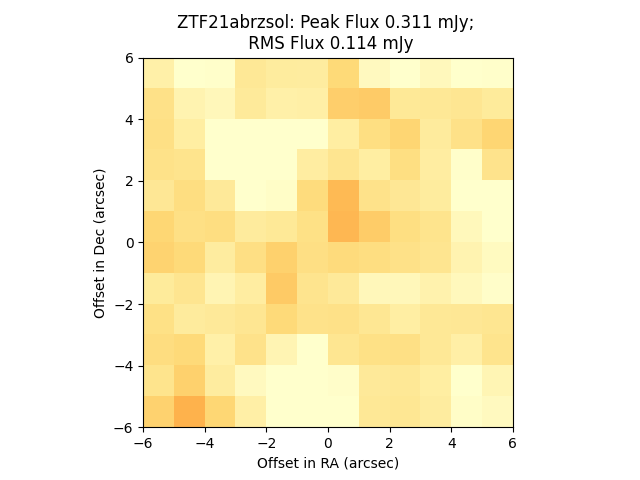 ZTF21abrzsol: Peak Flux 0.311 mJy;
RMS Flux 0.114 mJy
6
4
2
0
−2
−4
−6
Offset in Dec (arcsec)
−6 −4 −2 0 2 4 6
Offset in RA (arcsec)